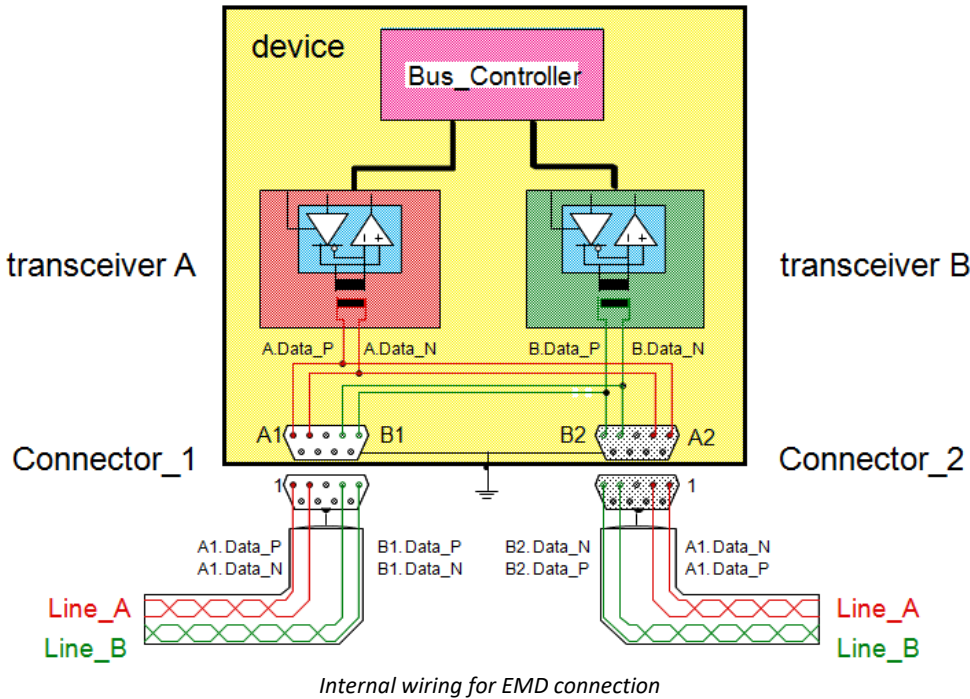 device
Bus_Controller
transceiver A
transceiver B
A.Data_P
A.Data_N
B.Data_P
B.Data_N
A1
B1
B2
A2
Connector_1
Connector_2
1
1
A1.Data_P
A1.Data_N
B1.Data_P
B1.Data_N
B2.Data_N
B2.Data_P
A1.Data_N
A1.Data_P
Line_A
Line_B
Line_A
Line_B
Internal wiring for EMD connection